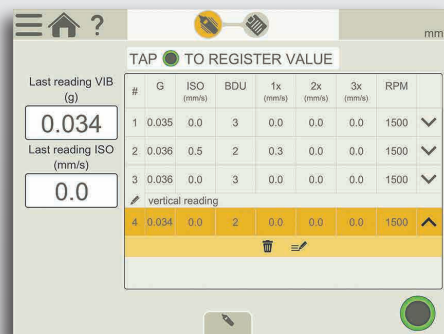 ?
mm
TAP TO REGISTER VALUE
Last reading VIB
(g)
0.034
Last reading ISO
(mm/s)
0.0
# G ISO (mm/s) BDU 1x (mm/s) 2x (mm/s) 3x (mm/s) RPM
1 0.035 0.0 3 0.0 0.0 0.0 1500
2 0.036 0.5 2 0.3 0.0 0.0 1500
3 0.036 0.0 3 0.0 0.0 0.0 1500
vertical reading
4 0.034 0.0 2 0.0 0.0 0.0 1500